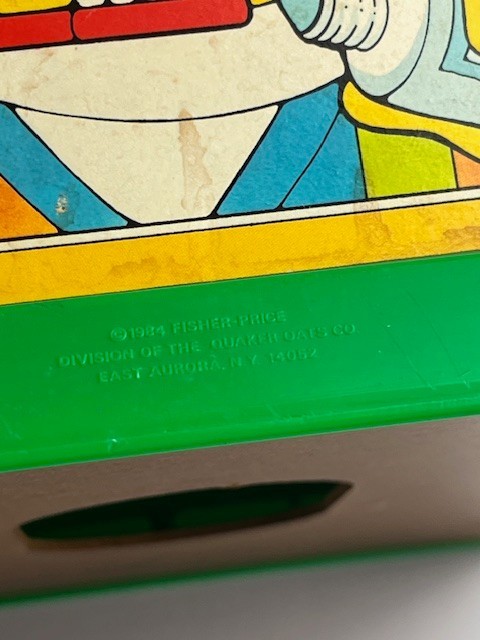 ©1984 FISHER-PRICE
DIVISION OF THE QUAKER OATS CO.
EAST AURORA, N.Y. 14052